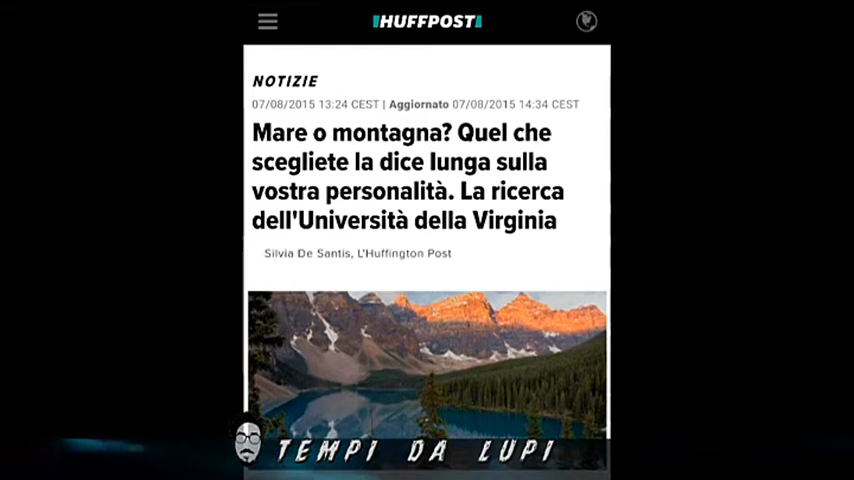 HUFFPOST
NOTIZIE
07/08/2015 13:24 CEST | Aggiornato 07/08/2015 14:34 CEST
Mare o montagna? Quel che
scegliete la dice lunga sulla
vostra personalità. La ricerca
dell'Università della Virginia
Silvia De Santis, L'Huffington Post
TEMPI DA LUPI